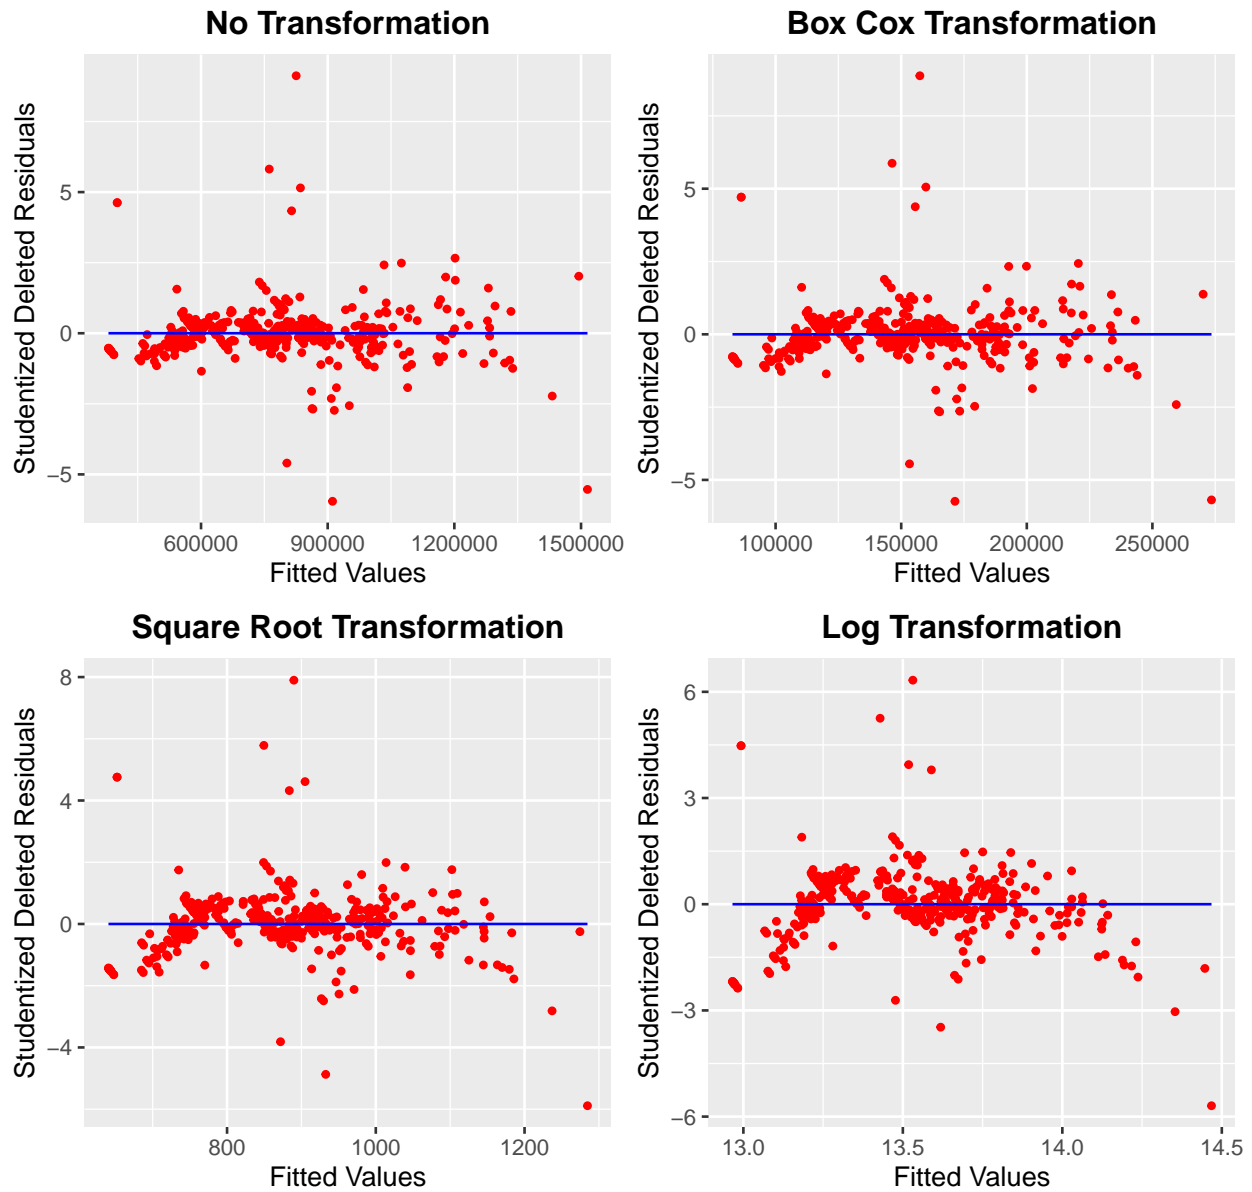 No Transformation
Studentized Deleted Residuals
5
0
−5
600000 900000 1200000 1500000
Fitted Values
Box Cox Transformation
Studentized Deleted Residuals
5
0
−5
100000 150000 200000 250000
Fitted Values
Square Root Transformation
Studentized Deleted Residuals
8
4
0
−4
800 1000 1200
Fitted Values
Log Transformation
Studentized Deleted Residuals
6
3
0
−3
−6
13.0 13.5 14.0 14.5
Fitted Values